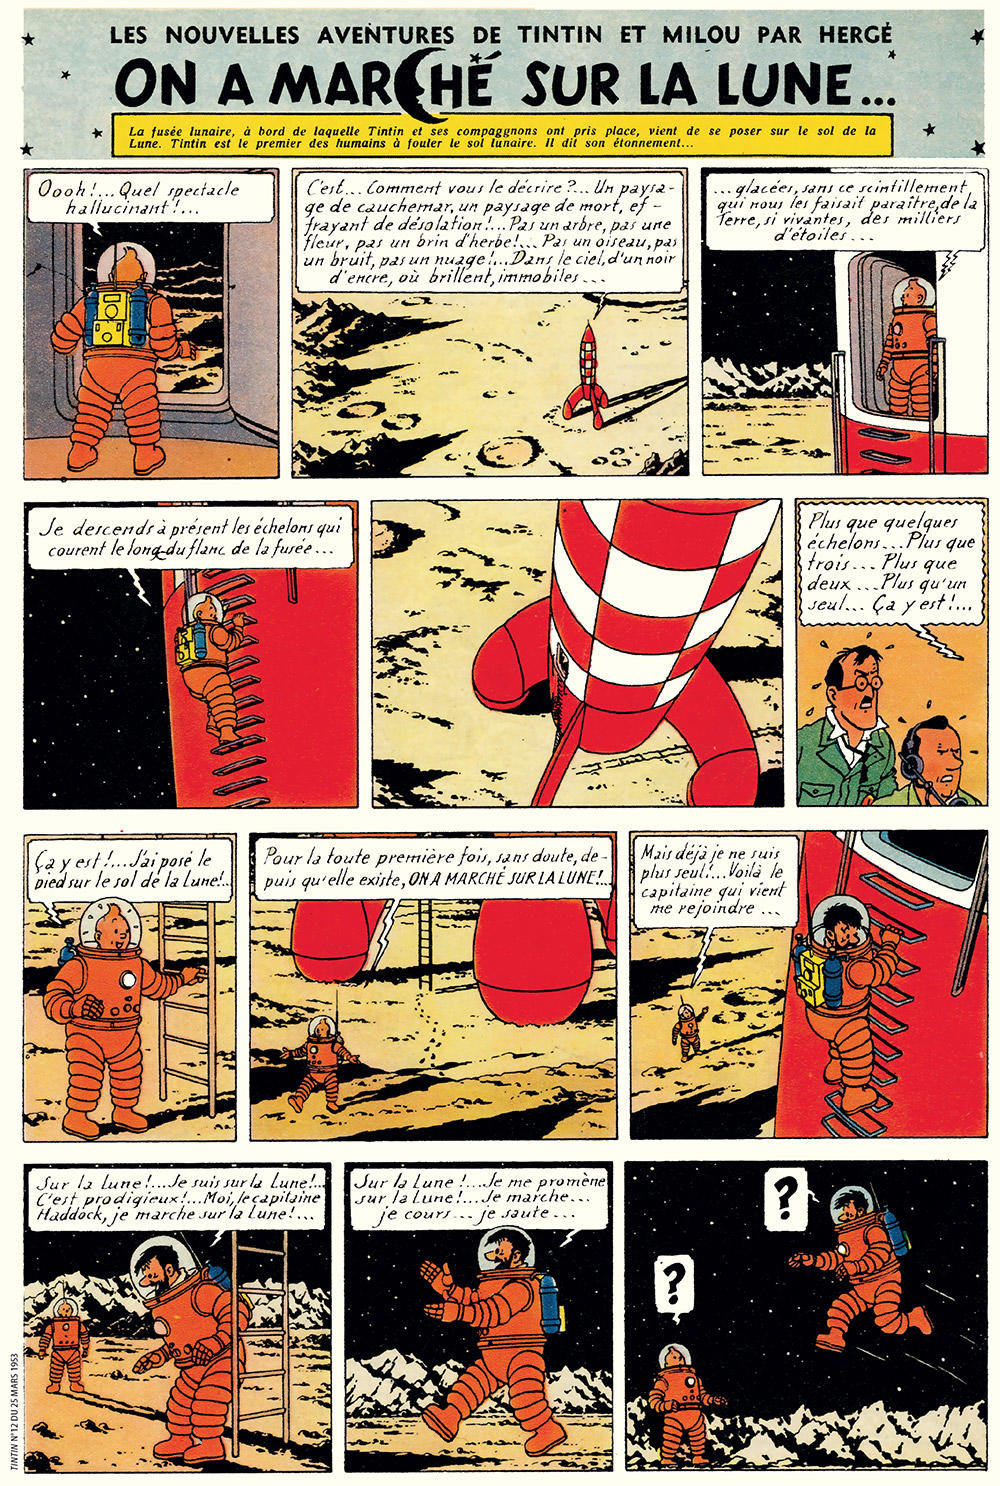 LES NOUVELLES AVENTURES DE TINTIN ET MILOU PAR HERGÉ
ON A MARCHÉ SUR LA LUNE...
La fusée lunaire, à bord de laquelle Tintin et ses compaggnons ont pris place, vient de se poser sur le sol de la
Lune. Tintin est le premier des humains à fouler le sol lunaire. Il dit son étonnement...
Oooh!... Quel spectacle
hallucinant!...
C'est... Comment vous le décrire?... Un paysa-
ge de cauchemar, un paysage de mort, ef-
frayant de désolation!... Pas un arbre, pas une
fleur, pas un brin d'herbe!... Pas un oiseau, pas
un bruit, pas un nuage!... Dans le ciel, d'un noir
d'encre, où brillent, immobiles...
...glacées, sans ce scintillement
qui nous les faisait paraître, de la
Terre, si vivantes, des milliers
d'étoiles...
Je descends à présent les échelons qui
courent le long du flanc de la fusée...
Plus que quelques
échelons... Plus que
trois... Plus que
deux... Plus qu'un
seul... Ça y est!...
Ça y est!... J'ai posé le
pied sur le sol de la Lune!...
Pour la toute première fois, sans doute, de-
puis qu'elle existe, ON A MARCHÉ SUR LA LUNE!...
Mais déjà je ne suis
plus seul!... Voilà le
capitaine qui vient
me rejoindre...
Sur la Lune!... Je suis sur la Lune!...
C'est prodigieux!... Moi, le capitaine
Haddock, je marche sur la Lune!...
Sur la Lune!... Je me promène
sur la Lune!... Je marche...
je cours... je saute...
?
?
TINTIN N°12 DU 25 MARS 1953